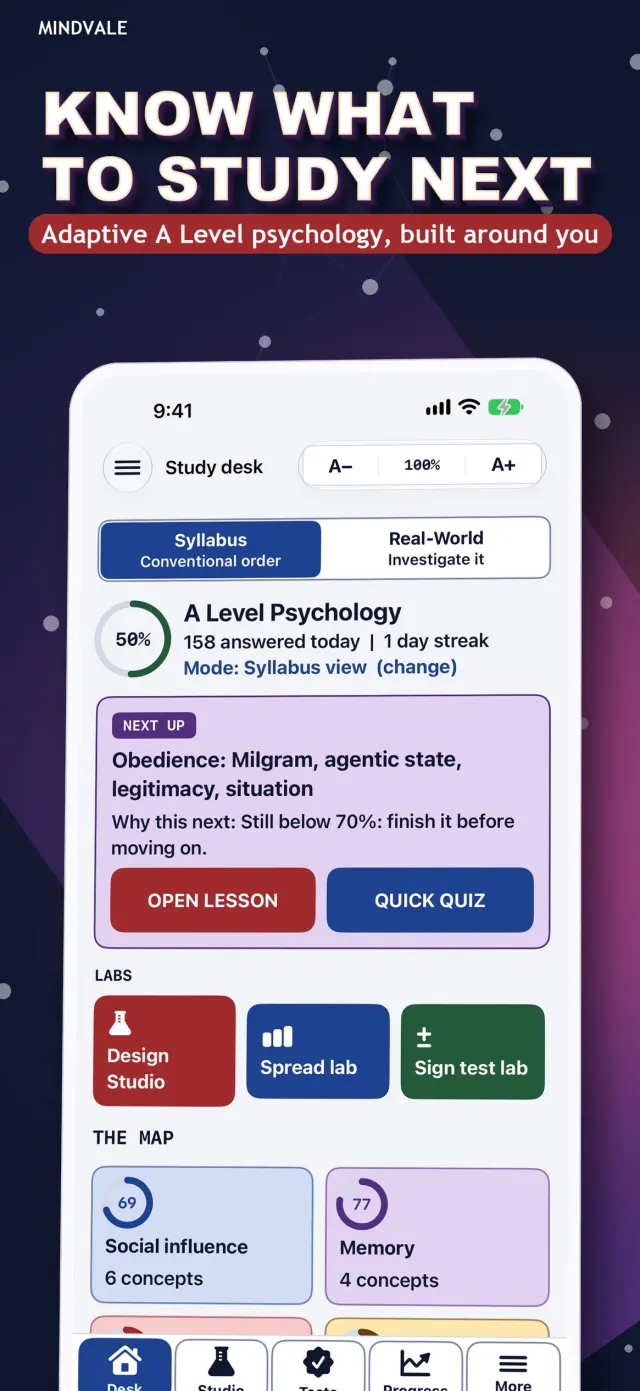 MINDVALE
KNOW WHAT
TO STUDY NEXT
Adaptive A Level psychology, built around you
9:41
Study desk
A−
100%
A+
Syllabus
Conventional order
Real-World
Investigate it
50%
A Level Psychology
158 answered today | 1 day streak
Mode: Syllabus view (change)
NEXT UP
Obedience: Milgram, agentic state,
legitimacy, situation
Why this next: Still below 70%: finish it before
moving on.
OPEN LESSON
QUICK QUIZ
LABS
Design
Studio
Spread lab
±
Sign test lab
THE MAP
69
Social influence
6 concepts
77
Memory
4 concepts
Desk
Studio
Tests
Progress
More